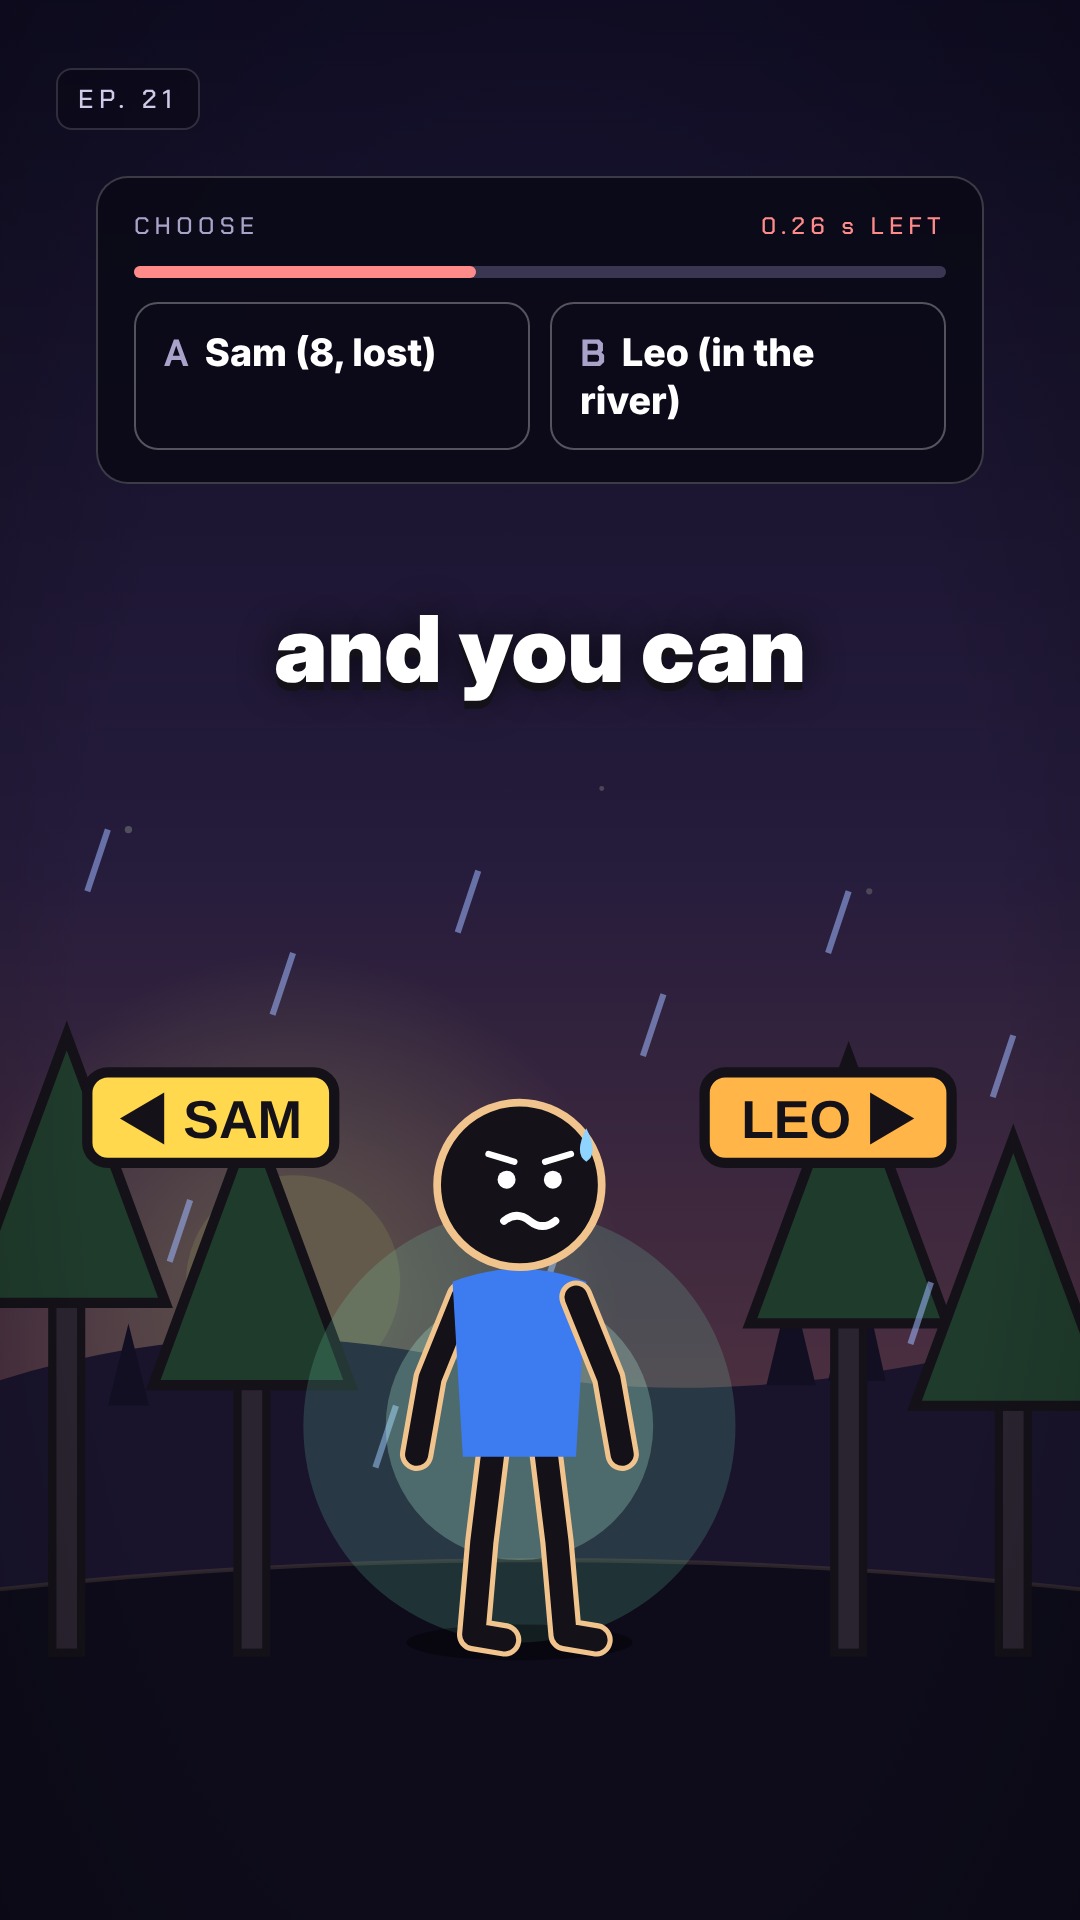 EP. 21
CHOOSE
0.26 s LEFT
A Sam (8, lost)
B Leo (in the
river)
and you can
SAM
LEO